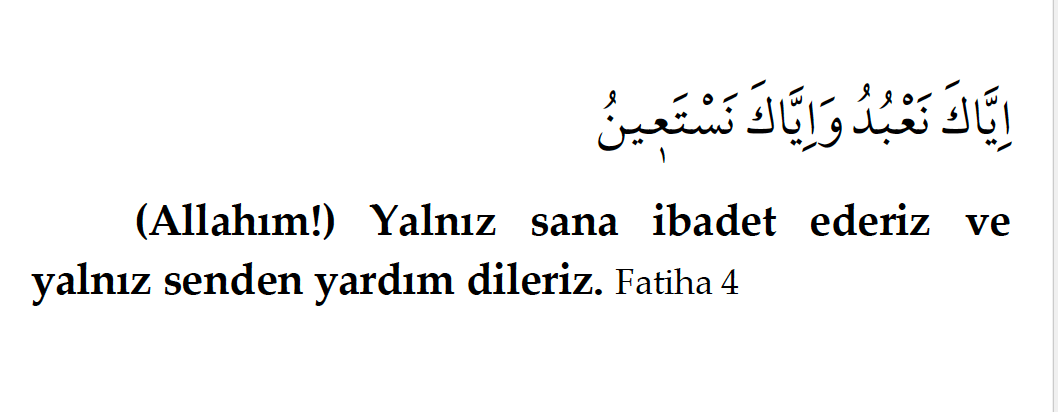 اِيَّاكَ نَعْبُدُ وَاِيَّاكَ نَسْتَع۪ينُ
(Allahım!) Yalnız sana ibadet ederiz ve
yalnız senden yardım dileriz. Fatiha 4